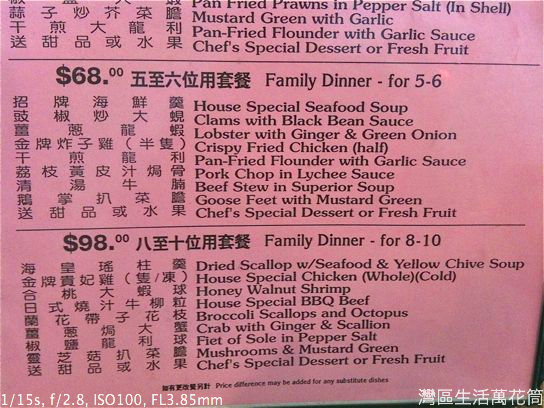 Pan Fried Prawns in Pepper Salt (In Shell)
蒜子炒芥菜膽 Mustard Green with Garlic
干煎大龍利 Pan-Fried Flounder with Garlic Sauce
送甜品或水果 Chef's Special Dessert or Fresh Fruit
$68.00 五至六位用套餐 Family Dinner - for 5-6
招牌海鮮羹 House Special Seafood Soup
豉椒炒大蜆 Clams with Black Bean Sauce
薑蔥龍蝦 Lobster with Ginger & Green Onion
金牌炸子雞(半隻) Crispy Fried Chicken (half)
干煎龍利 Pan-Fried Flounder with Garlic Sauce
荔枝黃皮汁焗骨 Pork Chop in Lychee Sauce
清湯牛腩 Beef Stew in Superior Soup
鵝掌扒菜膽 Goose Feet with Mustard Green
送甜品或水果 Chef's Special Dessert or Fresh Fruit
$98.00 八至十位用套餐 Family Dinner - for 8-10
海皇瑤柱羹 Dried Scallop w/Seafood & Yellow Chive Soup
金牌貴妃雞(隻/凍) House Special Chicken (Whole)(Cold)
合桃大蝦球 Honey Walnut Shrimp
日式燒汁牛柳粒 House Special BBQ Beef
蘭花帶子花枝 Broccoli Scallops and Octopus
薑蔥焗大蟹 Crab with Ginger & Scallion
椒鹽龍利球 Fiet of Sole in Pepper Salt
靈芝菇扒菜膽 Mushrooms & Mustard Green
送甜品或水果 Chef's Special Dessert or Fresh Fruit
如有更改餐另計 Price difference may be added for any substitute dishes
1/15s, f/2.8, ISO100, FL3.85mm
灣區生活萬花筒